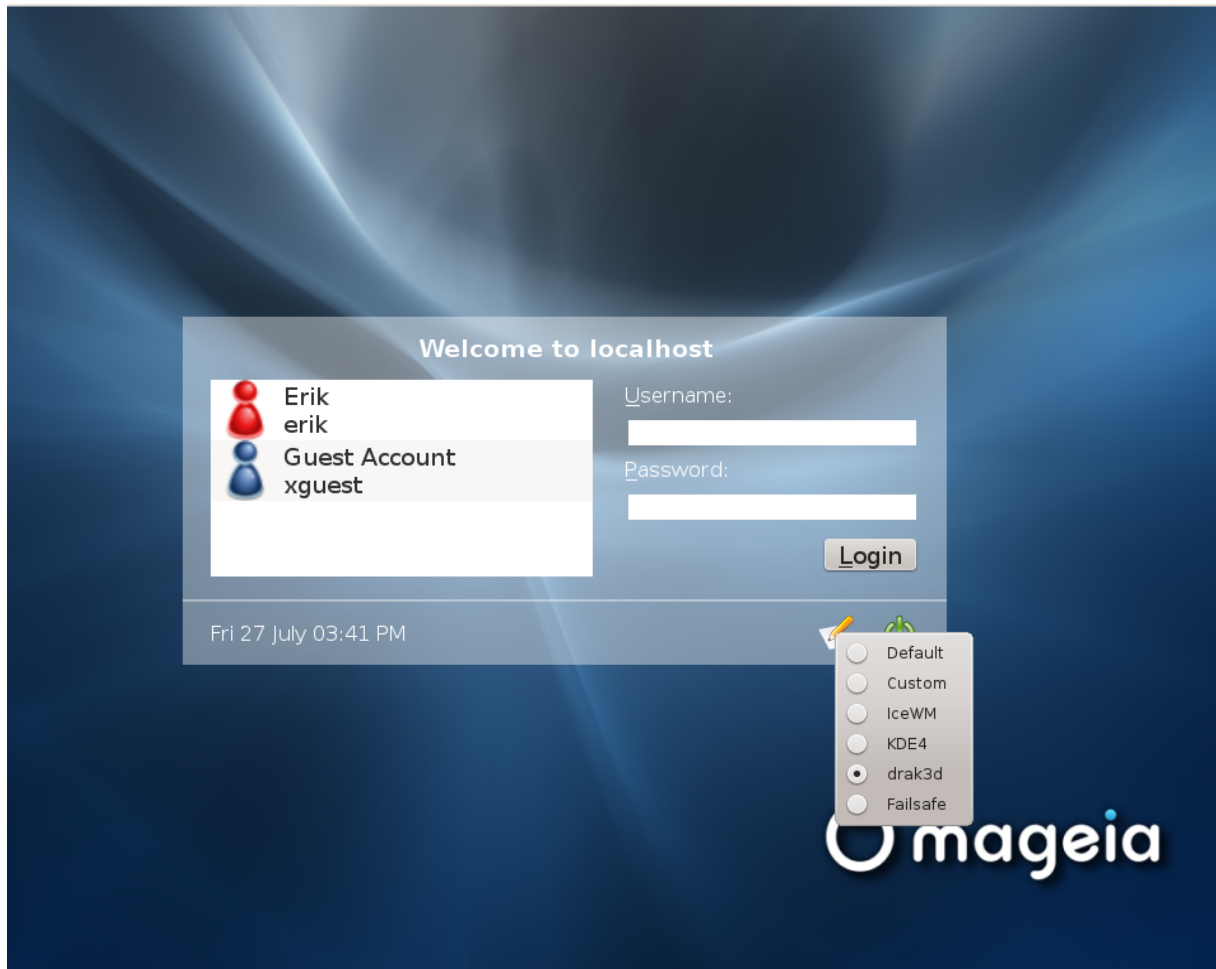 Welcome to localhost
Erik
erik
Guest Account
xguest
Username:
Password:
Login
Fri 27 July 03:41 PM
Default
Custom
IceWM
KDE4
drak3d
Failsafe
mageia